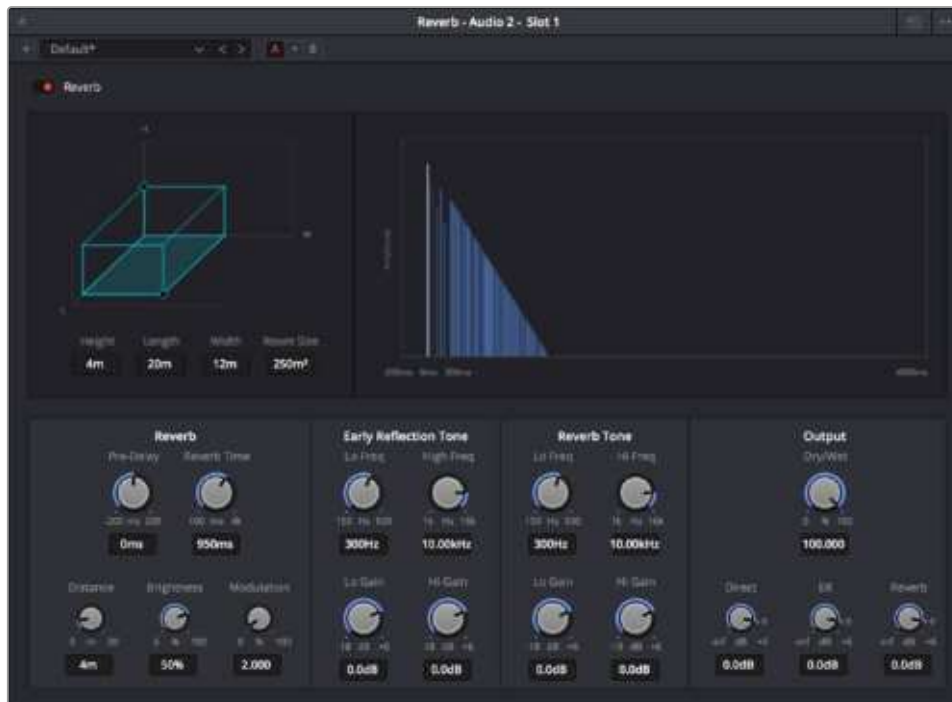 Reverb - Audio 2 - Slot 1
Default*
A
B
Reverb
Amplitude
Height Length Width Room Size
4m 20m 12m 250m²
Reverb Early Reflection Tone Reverb Tone Output
Pre-Delay Reverb Time Lo Freq High Freq Lo Freq Hi Freq Dry/Wet
0ms 950ms 300Hz 10.00kHz 300Hz 10.00kHz 100.000
Distance Brightness Modulation Lo Gain Hi Gain Lo Gain Hi Gain Direct ER Reverb
4m 50% 2.000 0.0dB 0.0dB 0.0dB 0.0dB 0.0dB 0.0dB 0.0dB